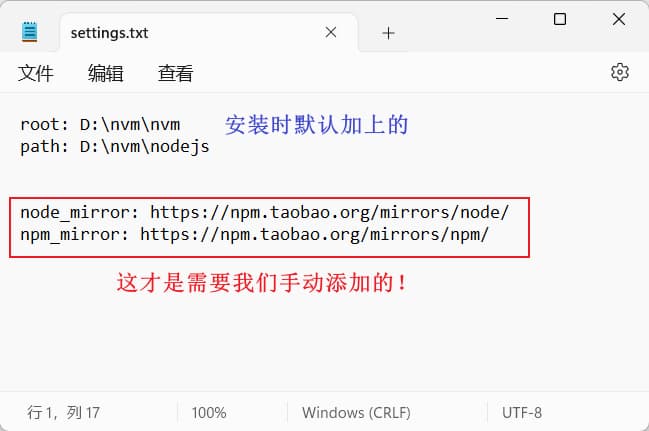 settings.txt
文件 编辑 查看
root: D:\nvm\nvm 安装时默认加上的
path: D:\nvm\nodejs
node_mirror: https://npm.taobao.org/mirrors/node/
npm_mirror: https://npm.taobao.org/mirrors/npm/
这才是需要我们手动添加的！
行 1，列 17 100% Windows (CRLF) UTF-8